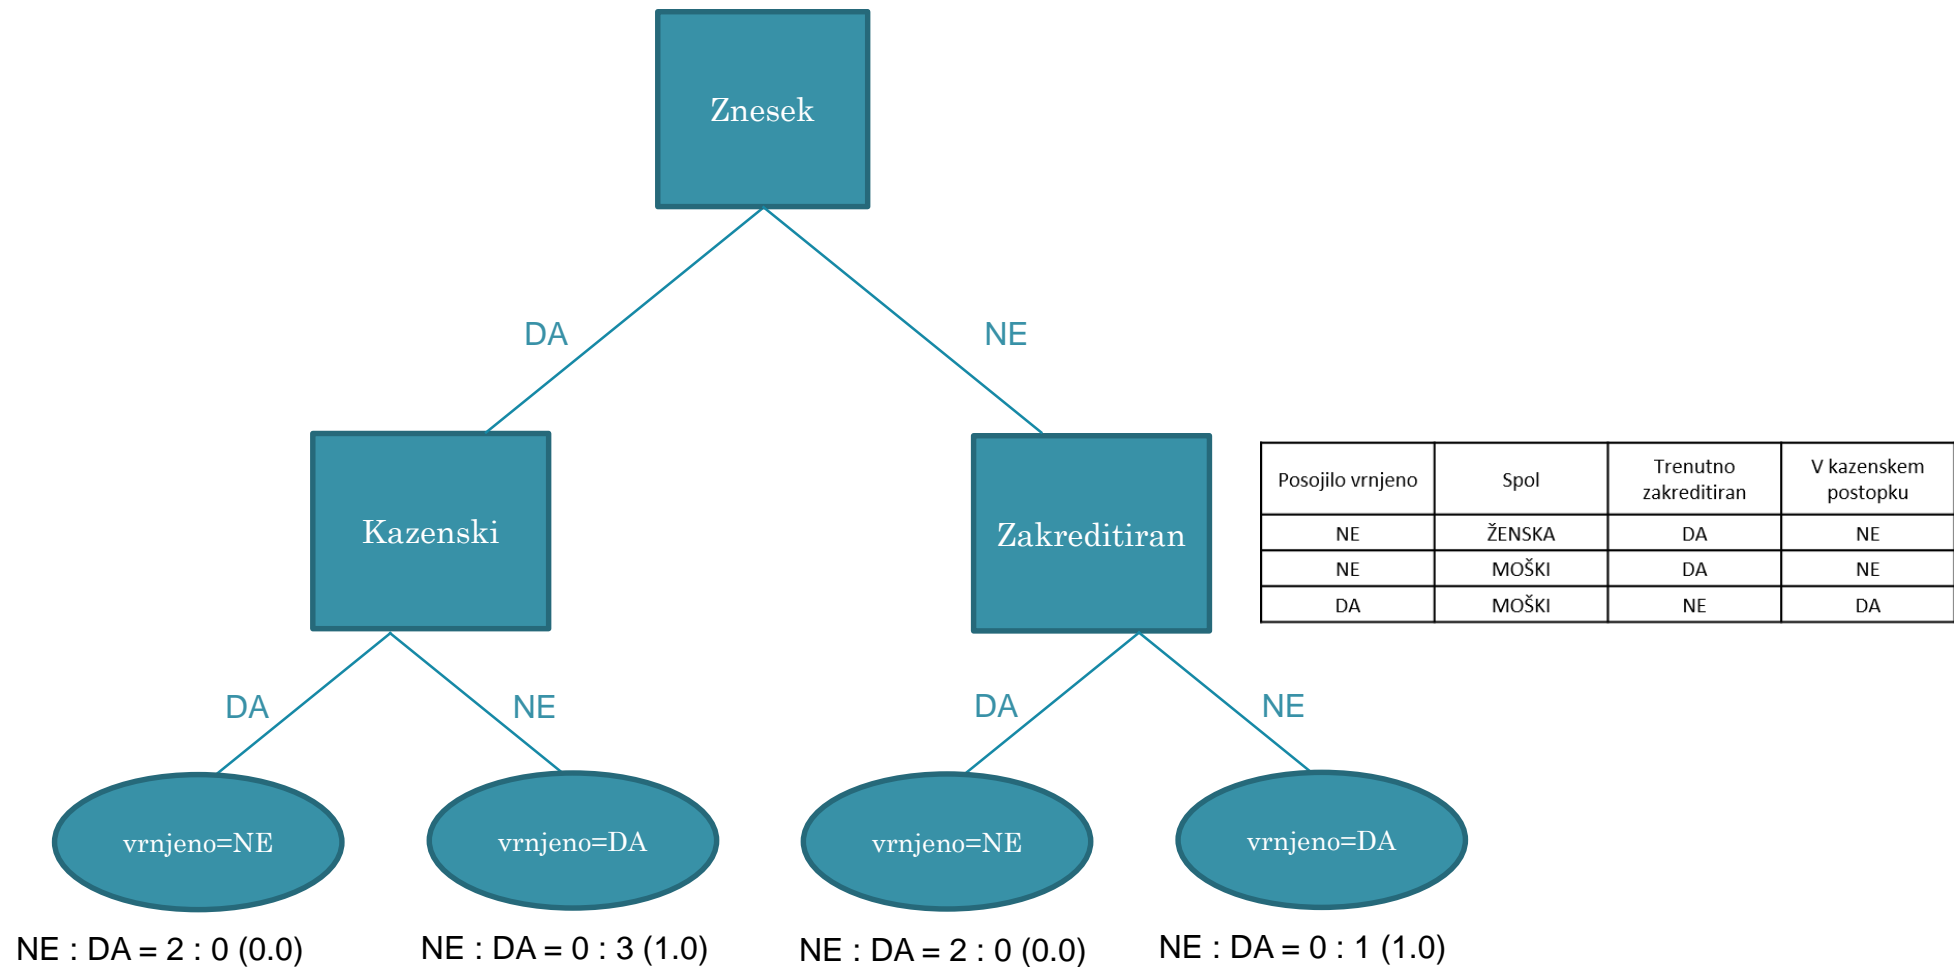 Znesek
DA
NE
Kazenski
Zakreditiran
Posojilo vrnjeno
Spol
Trenutno
zakreditiran
V kazenskem
postopku
NE
ŽENSKA
DA
NE
NE
MOŠKI
DA
NE
DA
MOŠKI
NE
DA
DA
NE
DA
NE
vrnjeno=NE
vrnjeno=DA
vrnjeno=NE
vrnjeno=DA
NE : DA = 2 : 0 (0.0)
NE : DA = 0 : 3 (1.0)
NE : DA = 2 : 0 (0.0)
NE : DA = 0 : 1 (1.0)